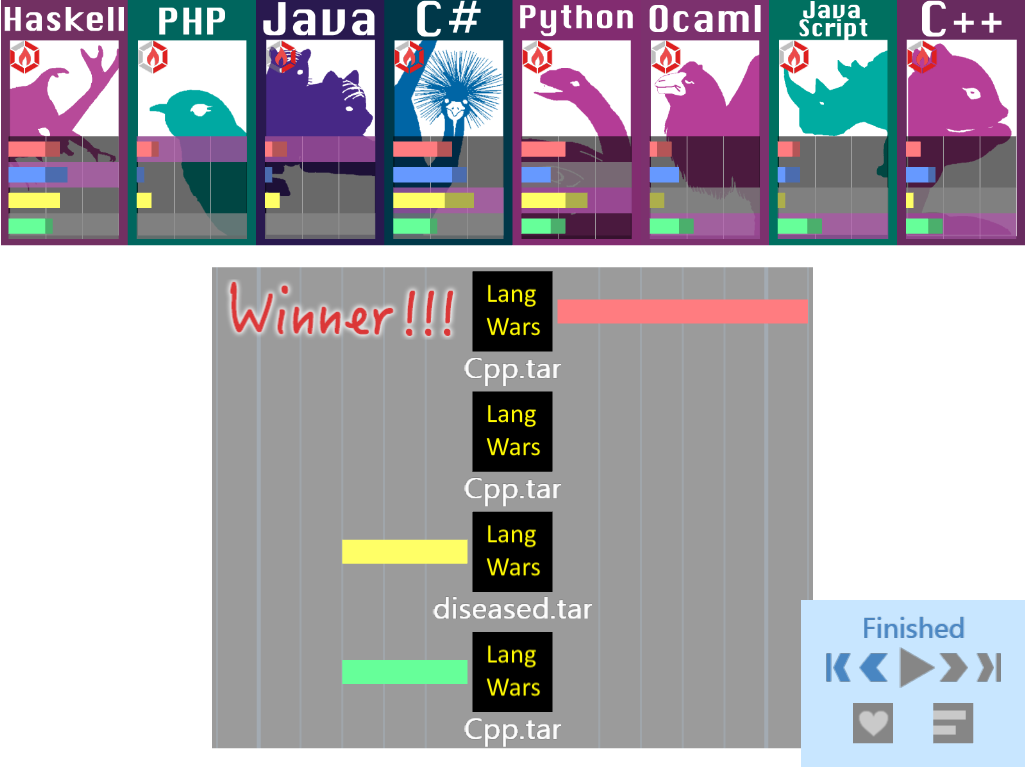 Haskell
PHP
Java
C#
Python
Ocaml
Java
Script
C++
Winner!!!
Lang
Wars
Cpp.tar
Lang
Wars
Cpp.tar
Lang
Wars
diseased.tar
Lang
Wars
Cpp.tar
Finished